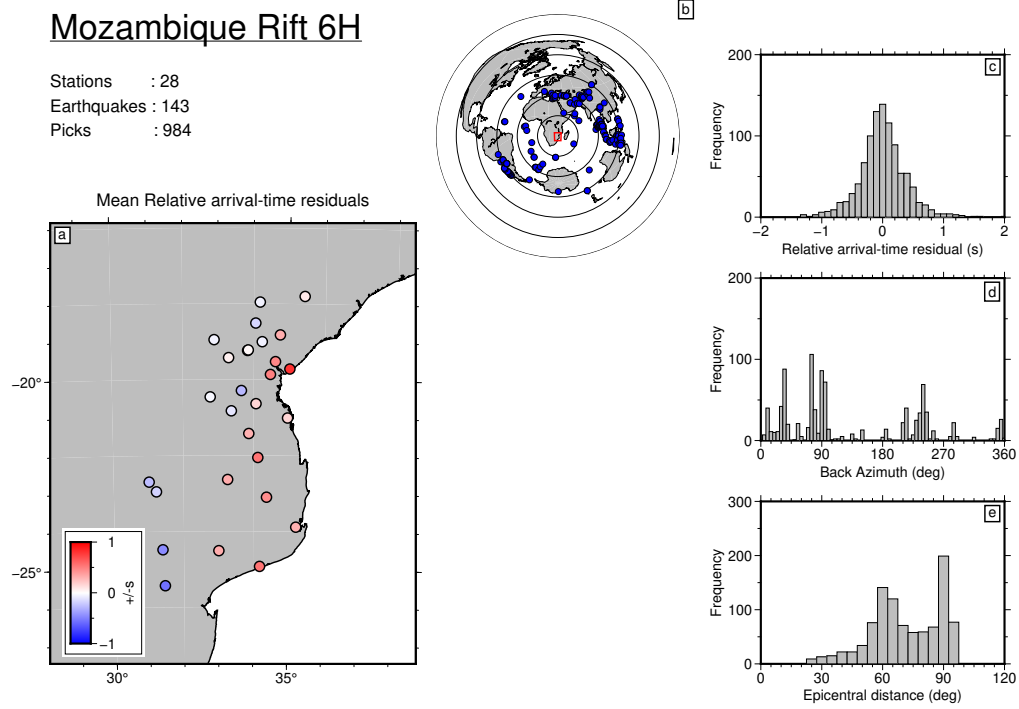 Mozambique Rift 6H
Stations : 28
Earthquakes : 143
Picks : 984
Mean Relative arrival-time residuals
a
−20°
−25°
30°
35°
1
0
−1
+/-s
b
c
Frequency
200
100
0
−2
−1
0
1
2
Relative arrival-time residual (s)
d
Frequency
200
100
0
0
90
180
270
360
Back Azimuth (deg)
e
Frequency
300
200
100
0
0
30
60
90
120
Epicentral distance (deg)